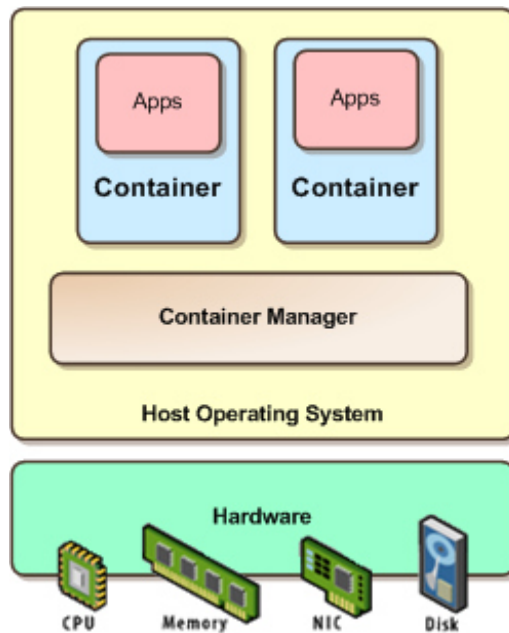 Apps
Apps
Container
Container
Container Manager
Host Operating System
Hardware
CPU
Memory
NIC
Disk